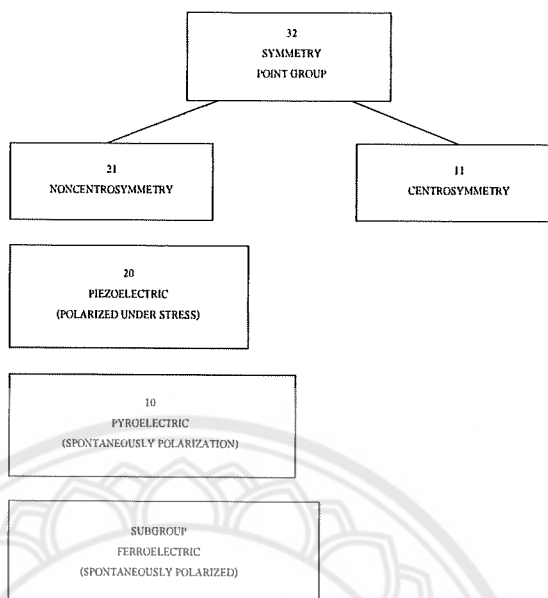 32
SYMMETRY
POINT GROUP
21
NONCENTROSYMMETRY
11
CENTROSYMMETRY
20
PIEZOELECTRIC
(POLARIZED UNDER STRESS)
10
PYROELECTRIC
(SPONTANEOUSLY POLARIZATION)
SUBGROUP
FERROELECTRIC
(SPONTANEOUSLY POLARIZED)